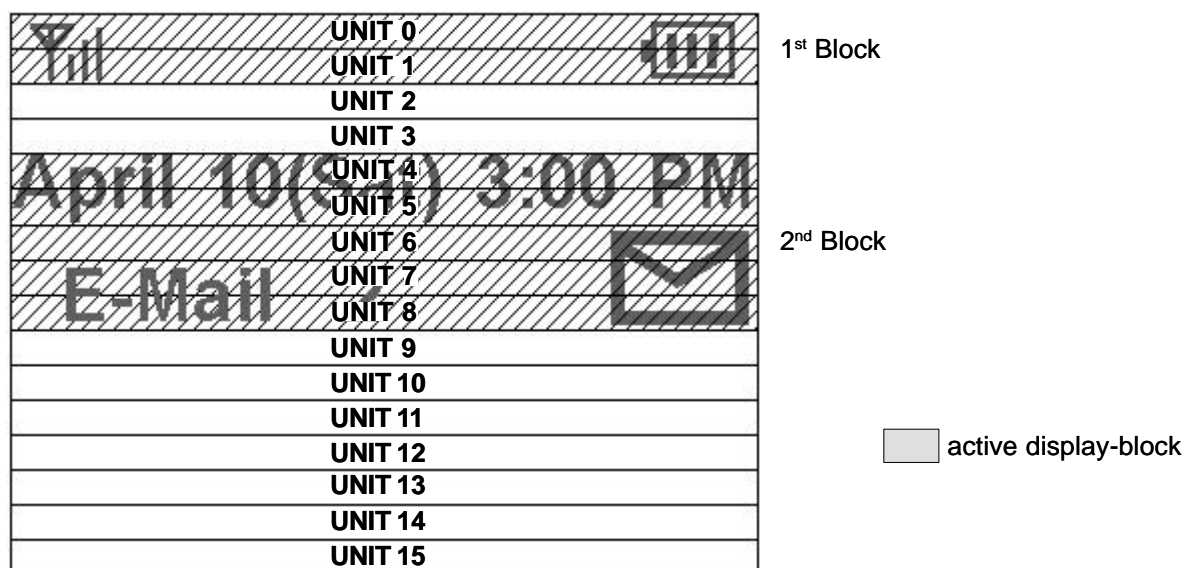 UNIT 0
UNIT 1
1st Block
UNIT 2
UNIT 3
April 10(Sat) 3:00 PM
UNIT 4
UNIT 5
UNIT 6
2nd Block
UNIT 7
E-Mail
UNIT 8
UNIT 9
UNIT 10
UNIT 11
UNIT 12
active display-block
UNIT 13
UNIT 14
UNIT 15